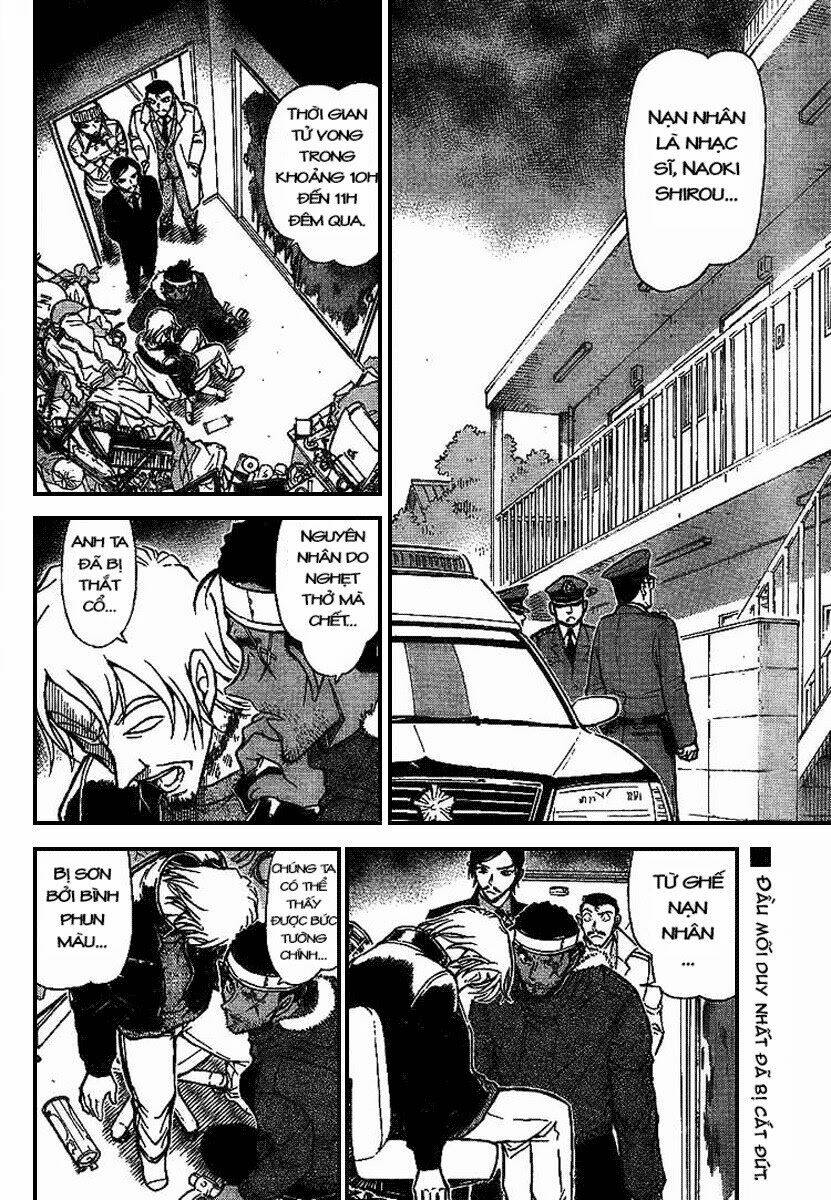 NẠN NHÂN
LÀ NHẠC
SĨ, NAOKI
SHIROU...
THỜI GIAN
TỬ VONG
TRONG
KHOẢNG 10H
ĐẾN 11H
ĐÊM QUA.
NGUYÊN
NHÂN DO
NGHẸT
THỞ MÀ
CHẾT...
ANH TA
ĐÃ BỊ
THẮT
CỔ...
ĐẦU MỐI DUY NHẤT ĐÃ BỊ CẮT ĐỨT.
TỪ GHẾ
NẠN
NHÂN
...
CHÚNG TA
CÓ THỂ
THẤY
ĐƯỢC BỨC
TƯỜNG
CHÍNH...
BỊ SƠN
BỞI BÌNH
PHUN
MÀU...